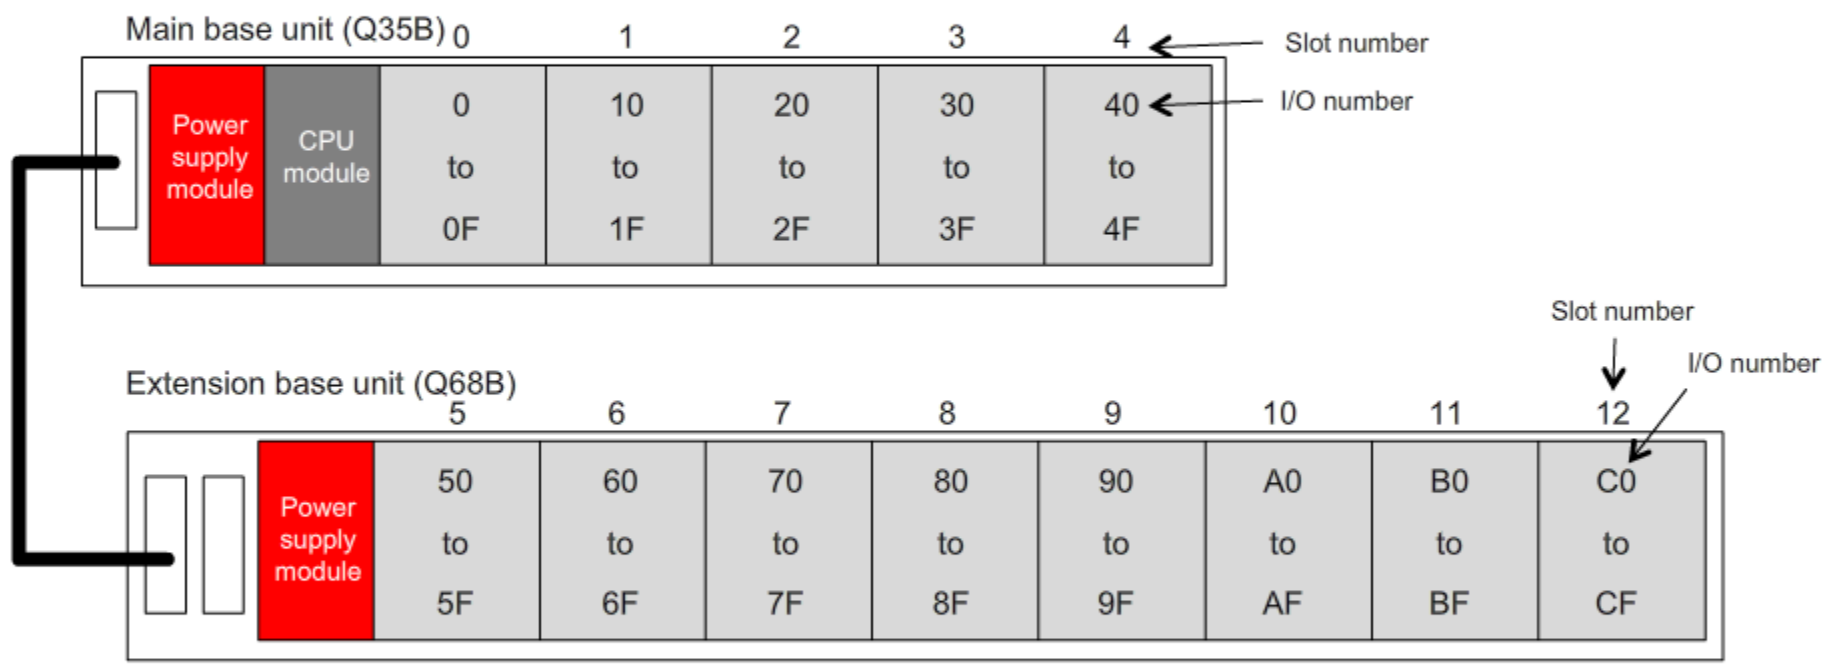 Main base unit (Q35B)
0 1 2 3 4
Slot number
Power
supply
module
CPU
module
0 10 20 30 40
I/O number
to to to to to
0F 1F 2F 3F 4F
Slot number
I/O number
Extension base unit (Q68B)
5 6 7 8 9 10 11 12
Power
supply
module
50 60 70 80 90 A0 B0 C0
to to to to to to to to
5F 6F 7F 8F 9F AF BF CF